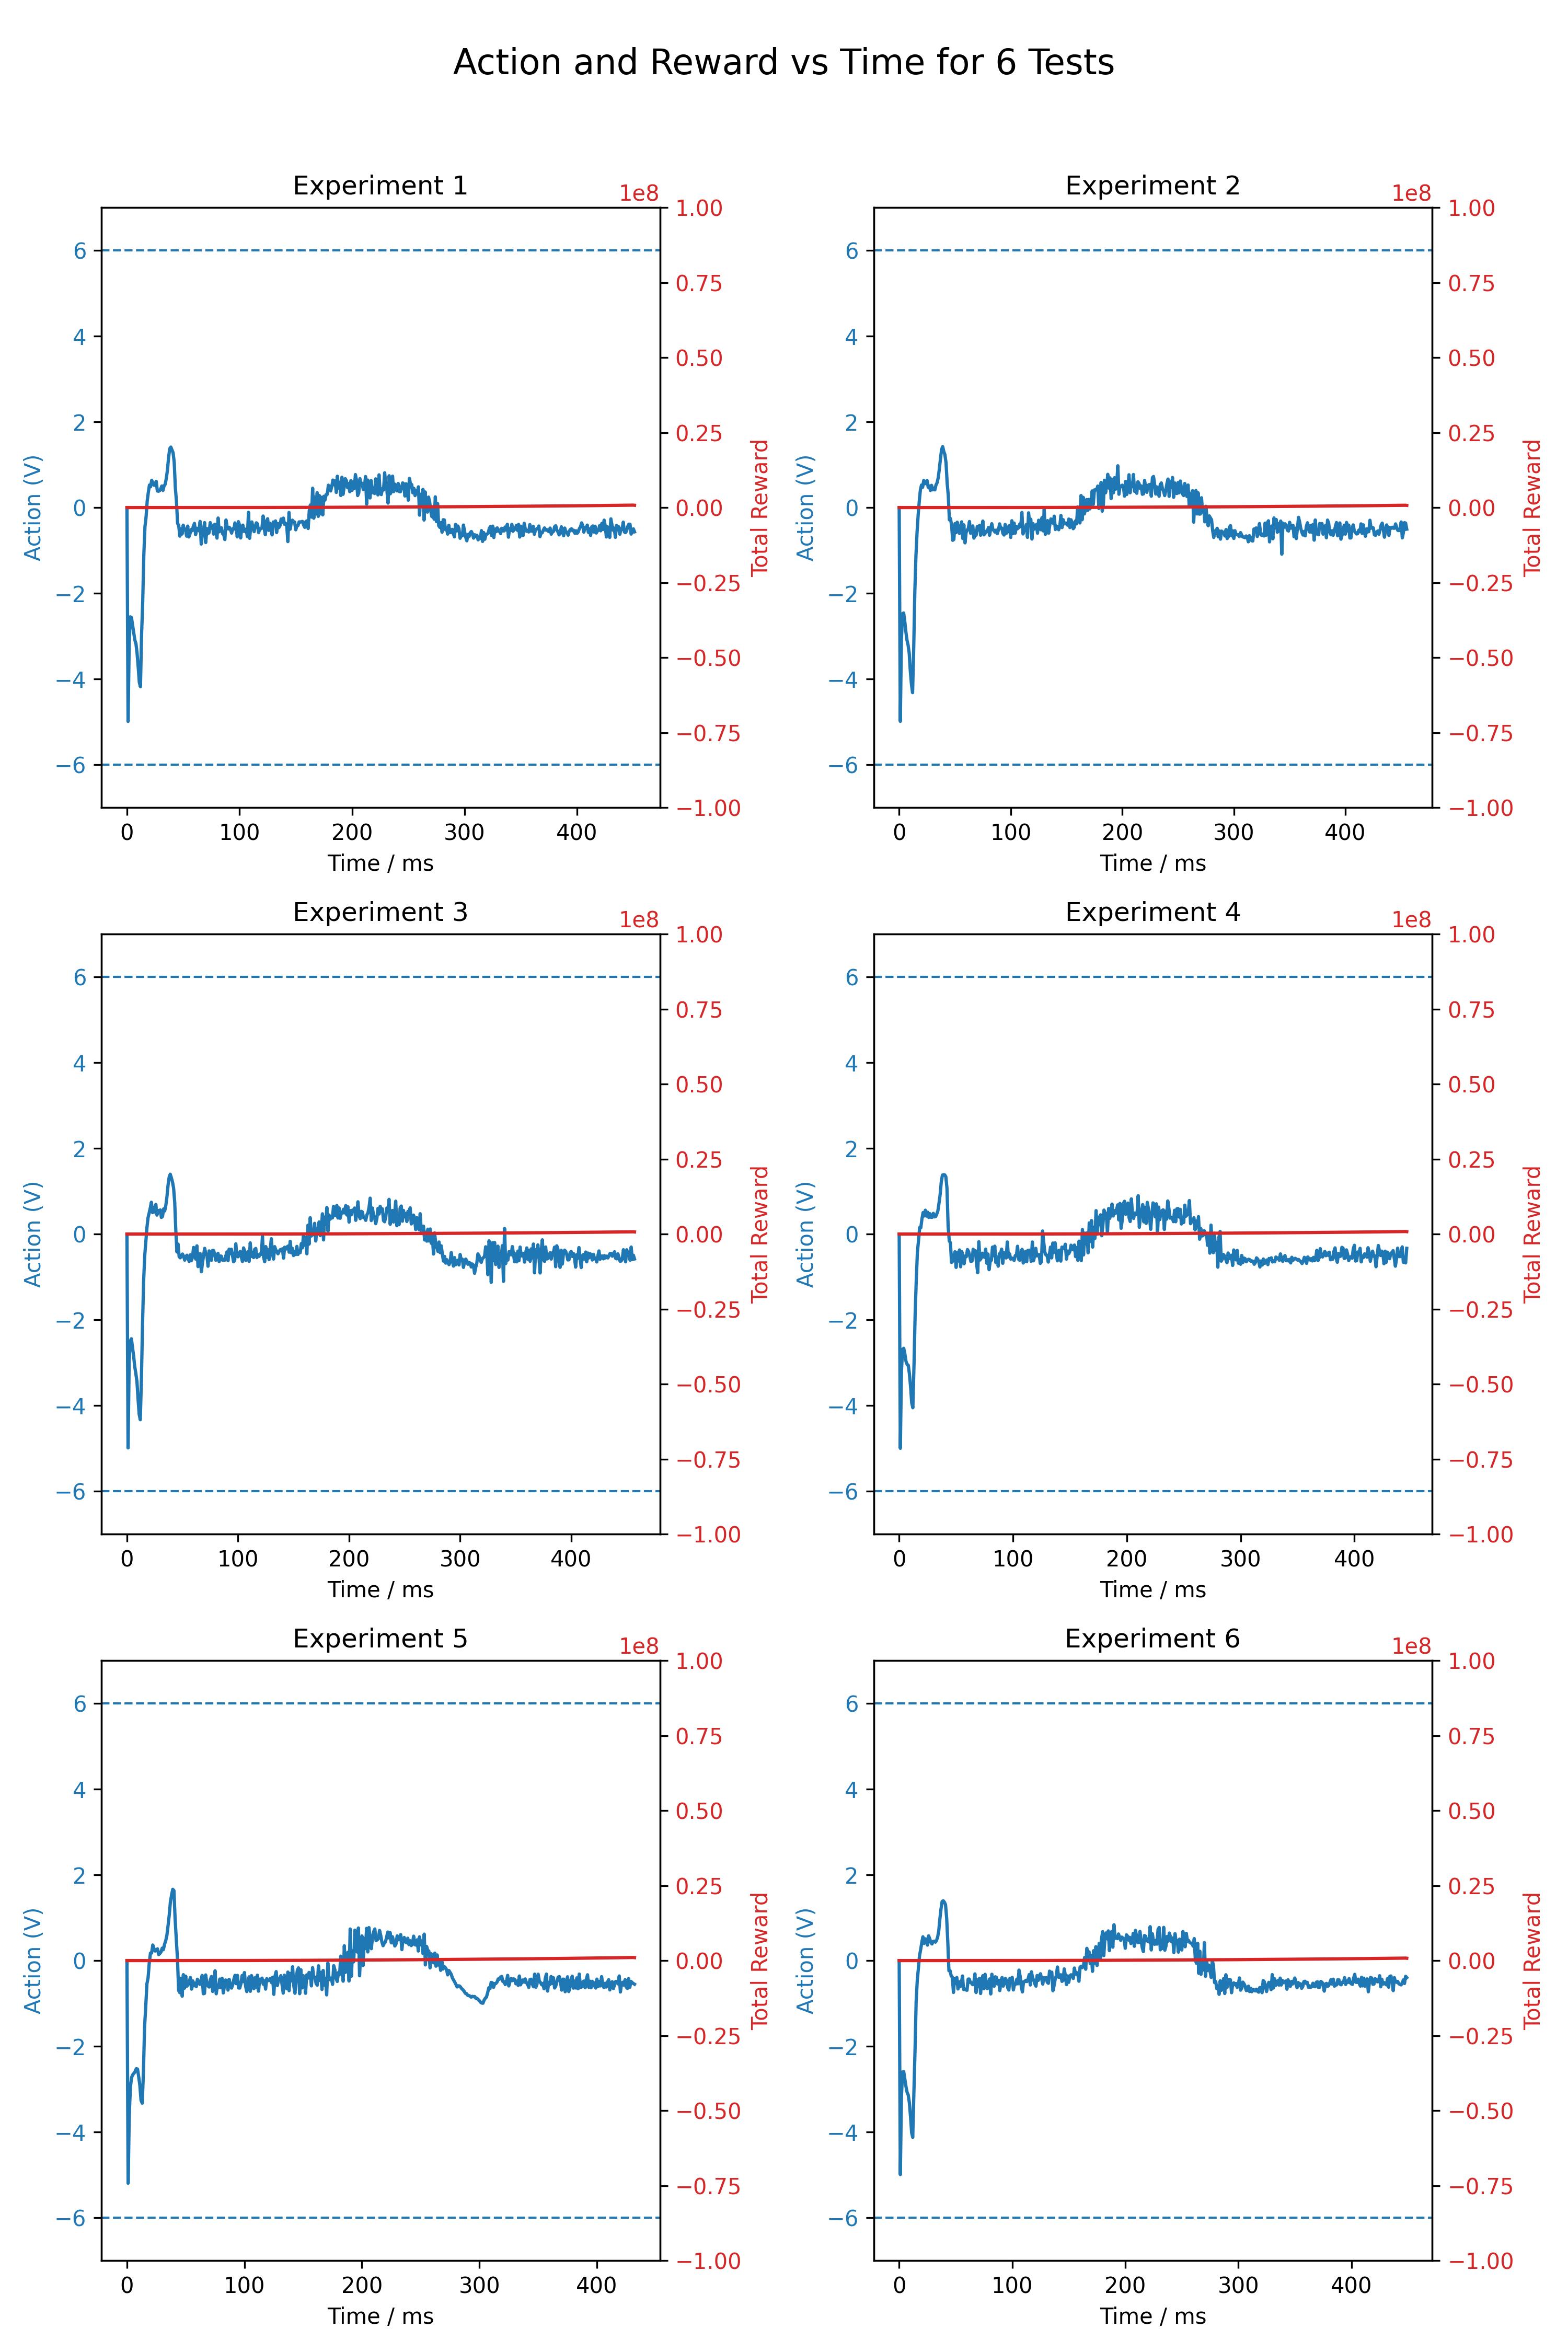 Action and Reward vs Time for 6 Tests
Experiment 1
1e8
6
4
2
0
−2
−4
−6
Action (V)
1.00
0.75
0.50
0.25
0.00
−0.25
−0.50
−0.75
−1.00
Total Reward
0 100 200 300 400
Time / ms
Experiment 2
1e8
6
4
2
0
−2
−4
−6
Action (V)
1.00
0.75
0.50
0.25
0.00
−0.25
−0.50
−0.75
−1.00
Total Reward
0 100 200 300 400
Time / ms
Experiment 3
1e8
6
4
2
0
−2
−4
−6
Action (V)
1.00
0.75
0.50
0.25
0.00
−0.25
−0.50
−0.75
−1.00
Total Reward
0 100 200 300 400
Time / ms
Experiment 4
1e8
6
4
2
0
−2
−4
−6
Action (V)
1.00
0.75
0.50
0.25
0.00
−0.25
−0.50
−0.75
−1.00
Total Reward
0 100 200 300 400
Time / ms
Experiment 5
1e8
6
4
2
0
−2
−4
−6
Action (V)
1.00
0.75
0.50
0.25
0.00
−0.25
−0.50
−0.75
−1.00
Total Reward
0 100 200 300 400
Time / ms
Experiment 6
1e8
6
4
2
0
−2
−4
−6
Action (V)
1.00
0.75
0.50
0.25
0.00
−0.25
−0.50
−0.75
−1.00
Total Reward
0 100 200 300 400
Time / ms